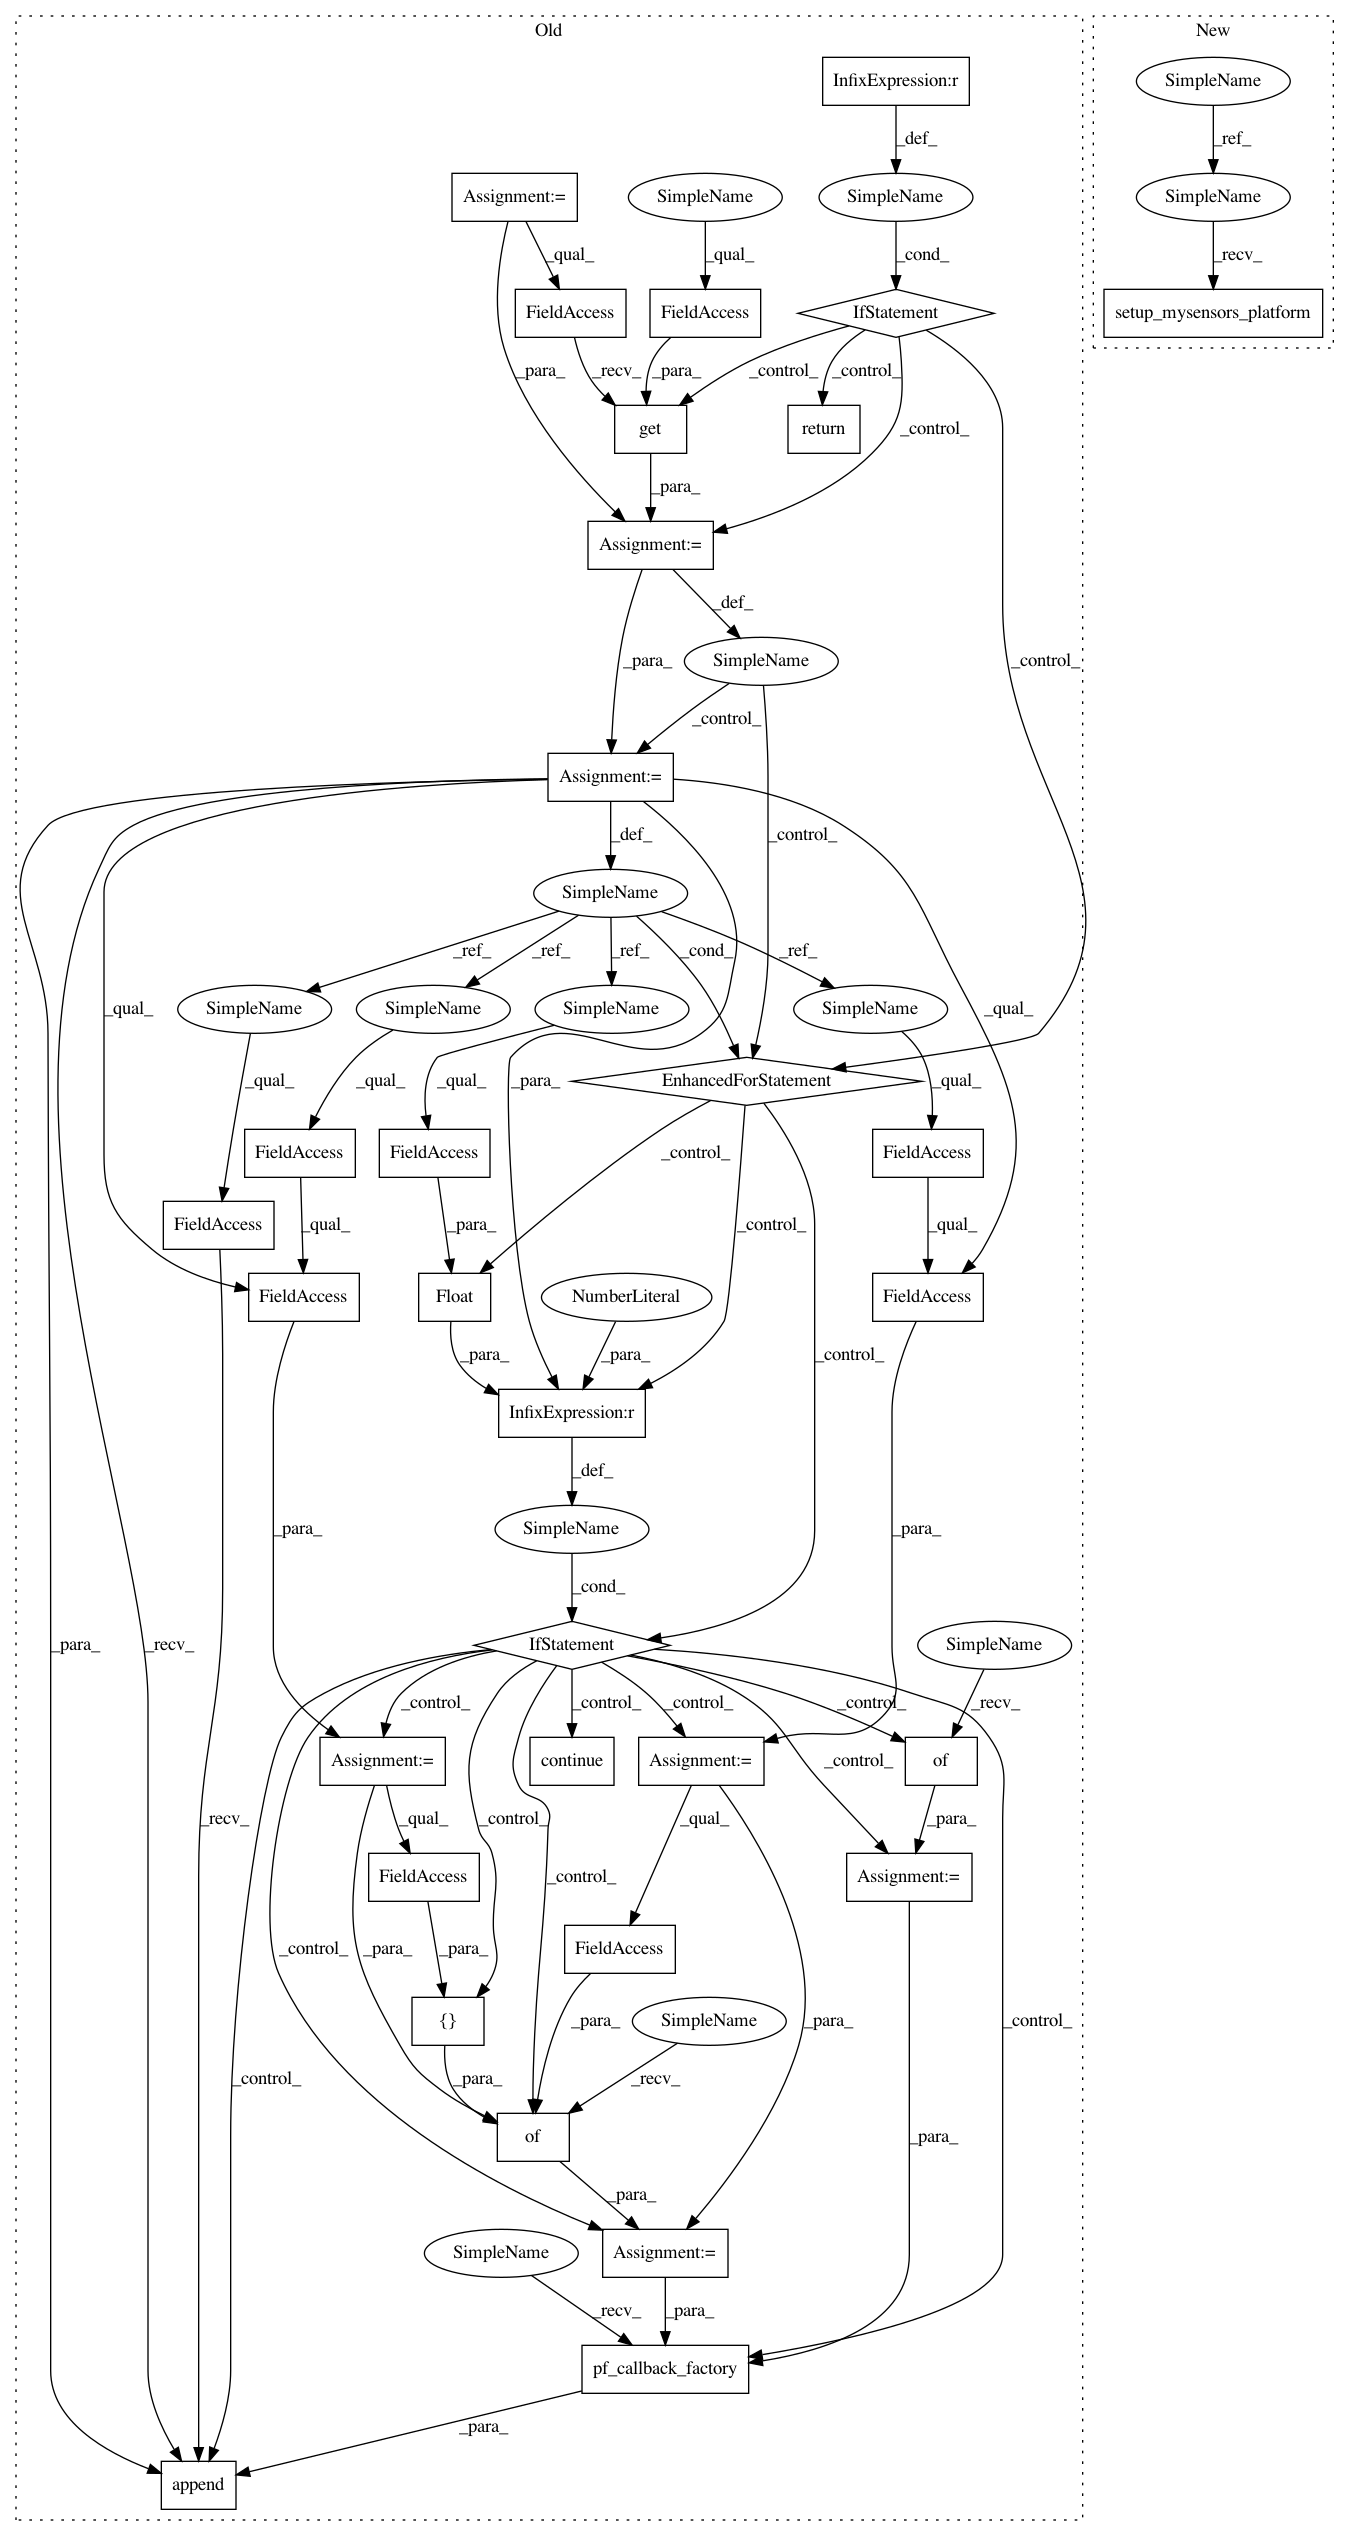 Old
New
InfixExpression:r
SimpleName
_def_
_ref_
Assignment:=
SimpleName
SimpleName
SimpleName
_qual_
_qual_
_cond_
_recv_
FieldAccess
FieldAccess
IfStatement
setup_mysensors_platform
_para_
_recv_
_para_
_control_
_control_
get
return
_control_
_para_
Assignment:=
_def_
_para_
SimpleName
_control_
_control_
Assignment:=
_def_
_control_
SimpleName
_ref_
_ref_
_ref_
_cond_
_ref_
_qual_
SimpleName
SimpleName
SimpleName
SimpleName
_qual_
_qual_
_qual_
_qual_
_para_
EnhancedForStatement
_qual_
FieldAccess
FieldAccess
_control_
FieldAccess
FieldAccess
_qual_
_para_
_control_
_qual_
FieldAccess
Float
NumberLiteral
FieldAccess
_para_
_para_
_control_
InfixExpression:r
_def_
_para_
SimpleName
_para_
_cond_
_para_
_recv_
IfStatement
SimpleName
_control_
_control_
_control_
_control_
_recv_
Assignment:=
continue
Assignment:=
of
_control_
_recv_
_qual_
_control_
_qual_
_para_
FieldAccess
_control_
Assignment:=
_control_
_para_
_para_
FieldAccess
{}
SimpleName
_para_
_para_
_control_
_control_
_para_
_recv_
of
_para_
_para_
SimpleName
Assignment:=
_recv_
_para_
pf_callback_factory
_para_
append